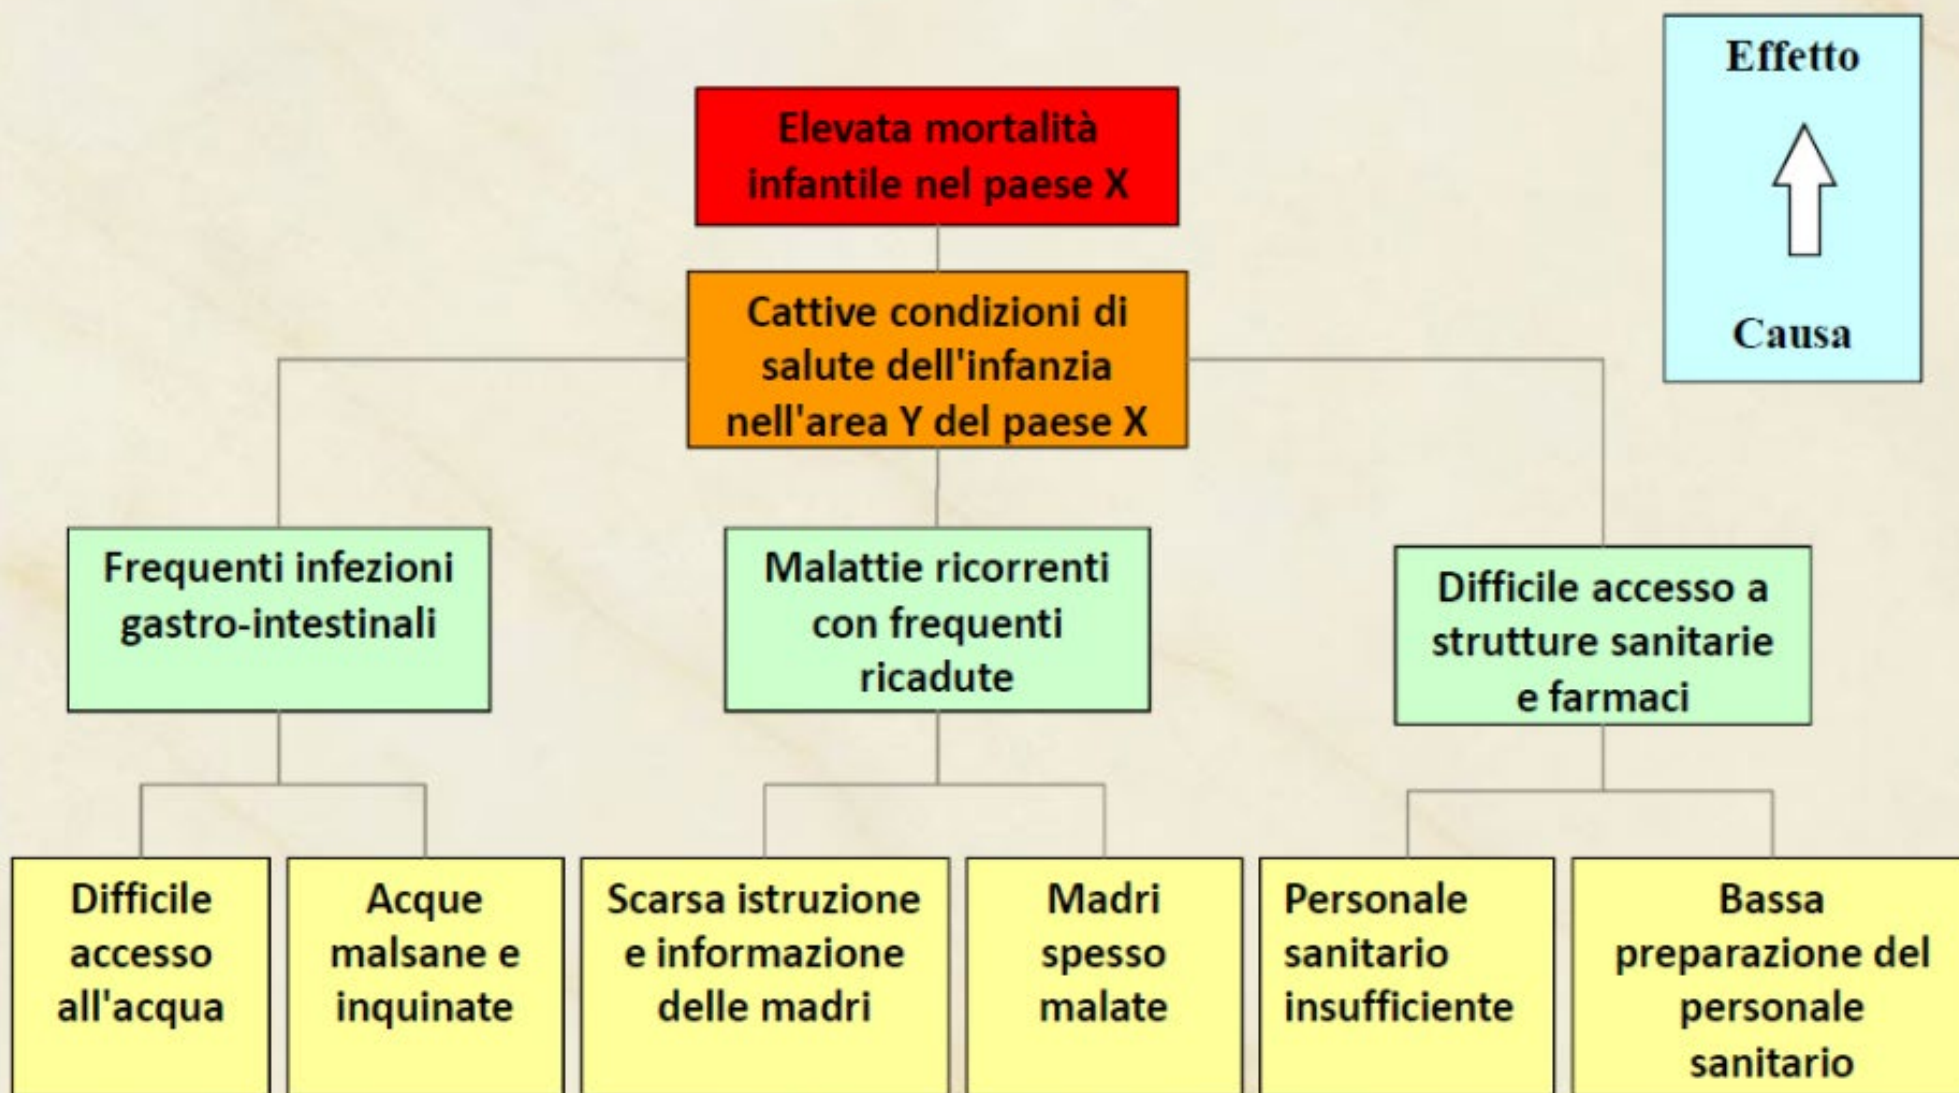 Effetto
Causa
Elevata mortalità
infantile nel paese X
Cattive condizioni di
salute dell'infanzia
nell'area Y del paese X
Frequenti infezioni
gastro-intestinali
Malattie ricorrenti
con frequenti
ricadute
Difficile accesso a
strutture sanitarie
e farmaci
Difficile
accesso
all'acqua
Acque
malsane e
inquinate
Scarsa istruzione
e informazione
delle madri
Madri
spesso
malate
Personale
sanitario
insufficiente
Bassa
preparazione del
personale
sanitario